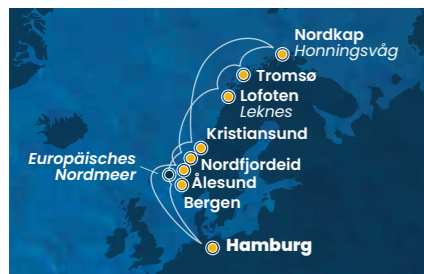 Nordkap
Honningsvåg
Tromsø
Lofoten
Leknes
Kristiansund
Europäisches
Nordmeer
Nordfjordeid
Ålesund
Bergen
Hamburg